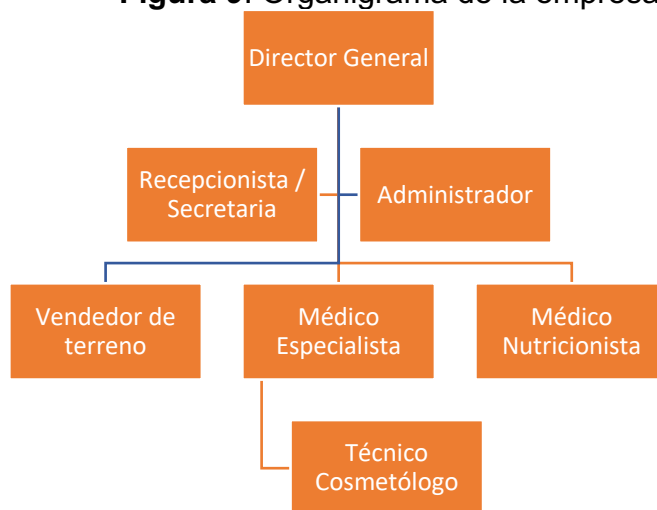 Organigrama de la empresa
Director General
Recepcionista /
Secretaria
Administrador
Vendedor de
terreno
Médico
Especialista
Médico
Nutricionista
Técnico
Cosmetólogo